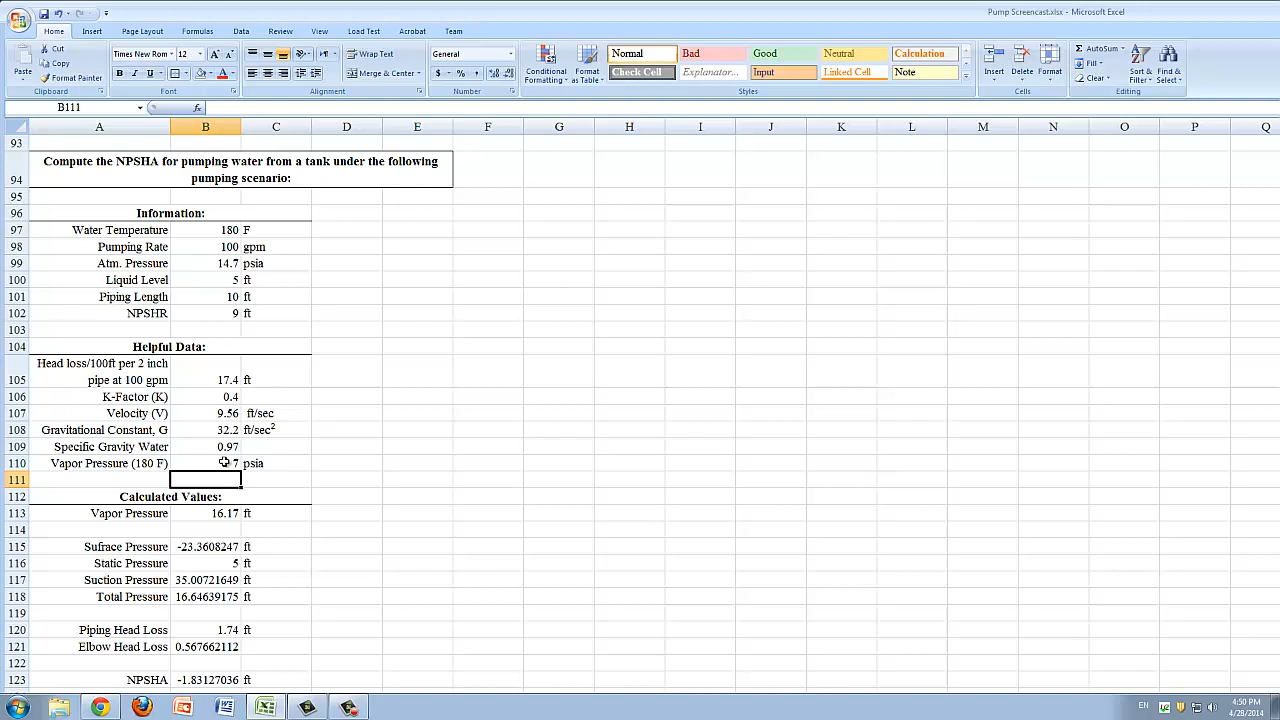 Pump Screencast.xlsx - Microsoft Excel
Home Insert Page Layout Formulas Data Review View Load Test Acrobat Team
Paste
Cut
Copy
Format Painter
Clipboard
Times New Rom 12
B I U A
Font
Wrap Text
Merge & Center
Alignment
General
$ % ,
Number
Conditional Formatting
Format as Table
Normal Bad Good Neutral Calculation
Check Cell Explanatory... Input Linked Cell Note
Styles
Insert Delete Format
Cells
AutoSum
Fill
Clear
Sort & Filter
Find & Select
Editing
B111 fx
A B C D E F G H I J K L M N O P Q
93
94 Compute the NPSHA for pumping water from a tank under the following
pumping scenario:
95
96 Information:
97 Water Temperature 180 F
98 Pumping Rate 100 gpm
99 Atm. Pressure 14.7 psia
100 Liquid Level 5 ft
101 Piping Length 10 ft
102 NPSHR 9 ft
103
104 Helpful Data:
Head loss/100ft per 2 inch
105 pipe at 100 gpm 17.4 ft
106 K-Factor (K) 0.4
107 Velocity (V) 9.56 ft/sec
108 Gravitational Constant, G 32.2 ft/sec²
109 Specific Gravity Water 0.97
110 Vapor Pressure (180 F) 7 psia
111
112 Calculated Values:
113 Vapor Pressure 16.17 ft
114
115 Sufrace Pressure -23.3608247 ft
116 Static Pressure 5 ft
117 Suction Pressure 35.00721649 ft
118 Total Pressure 16.64639175 ft
119
120 Piping Head Loss 1.74 ft
121 Elbow Head Loss 0.567662112
122
123 NPSHA -1.83127036 ft
EN
4:50 PM
4/28/2014